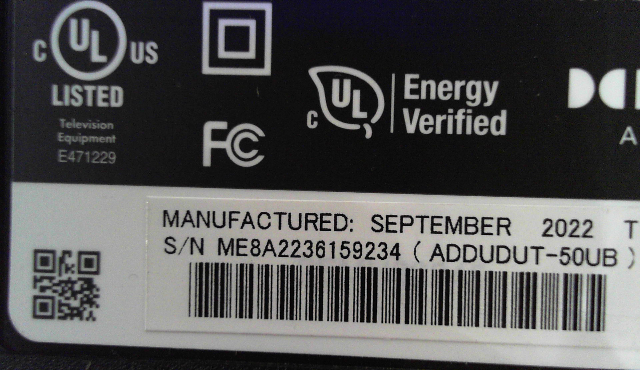 C UL US
LISTED
Television
Equipment
E471229
FC
C UL
Energy
Verified
MANUFACTURED: SEPTEMBER 2022 T
S/N ME8A2236159234 ( ADDUDUT-50UB )